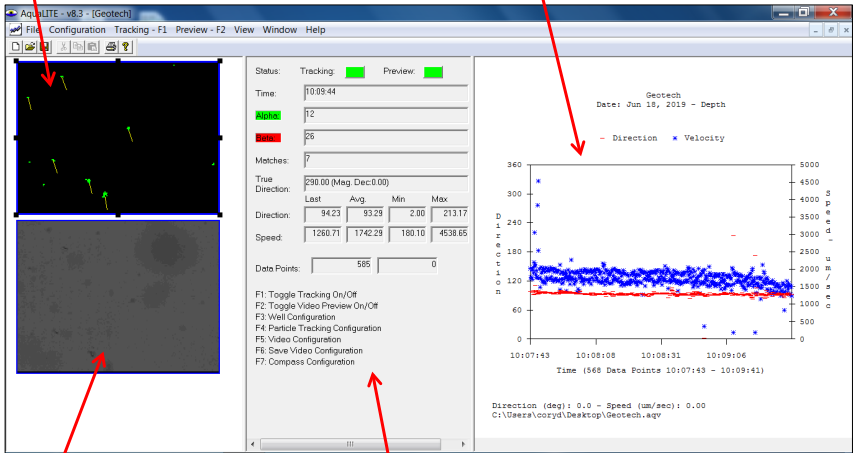 AquaLITE - v8.3 - [Geotech]
File Configuration Tracking - F1 Preview - F2 View Window Help
Status: Tracking: Preview:
Time: 10:09:44
Alpha: 12
Beta: 26
Matches: 7
True Direction: 290.00 (Mag. Dec:0.00)
Last Avg. Min Max
Direction: 94.23 93.29 2.00 213.17
Speed: 1260.71 1742.29 180.10 4538.65
Data Points: 585 0
F1: Toggle Tracking On/Off
F2: Toggle Video Preview On/Off
F3: Well Configuration
F4: Particle Tracking Configuration
F5: Video Configuration
F6: Save Video Configuration
F7: Compass Configuration
Geotech
Date: Jun 18, 2019 - Depth
- Direction * Velocity
360 5000
4500
300 4000
3500
240 3000
2500
180 2000
120 1500
1000
60 500
0 0
Direction
Speed - um/sec
10:07:43 10:08:08 10:08:31 10:09:06
Time (568 Data Points 10:07:43 - 10:09:41)
Direction (deg): 0.0 - Speed (um/sec): 0.00
C:\Users\coryd\Desktop\Geotech.aqv